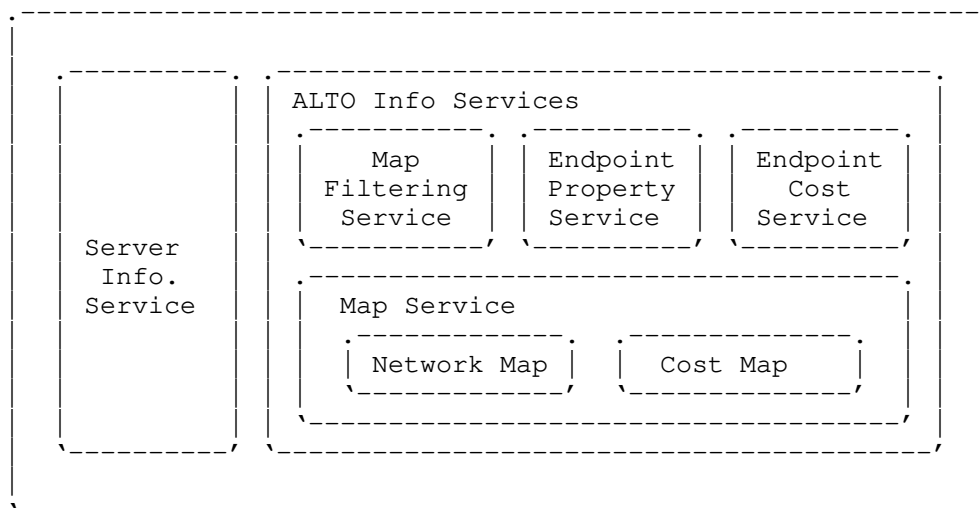 ALTO Info Services
Map Filtering Service
Endpoint Property Service
Endpoint Cost Service
Server Info. Service
Map Service
Network Map
Cost Map